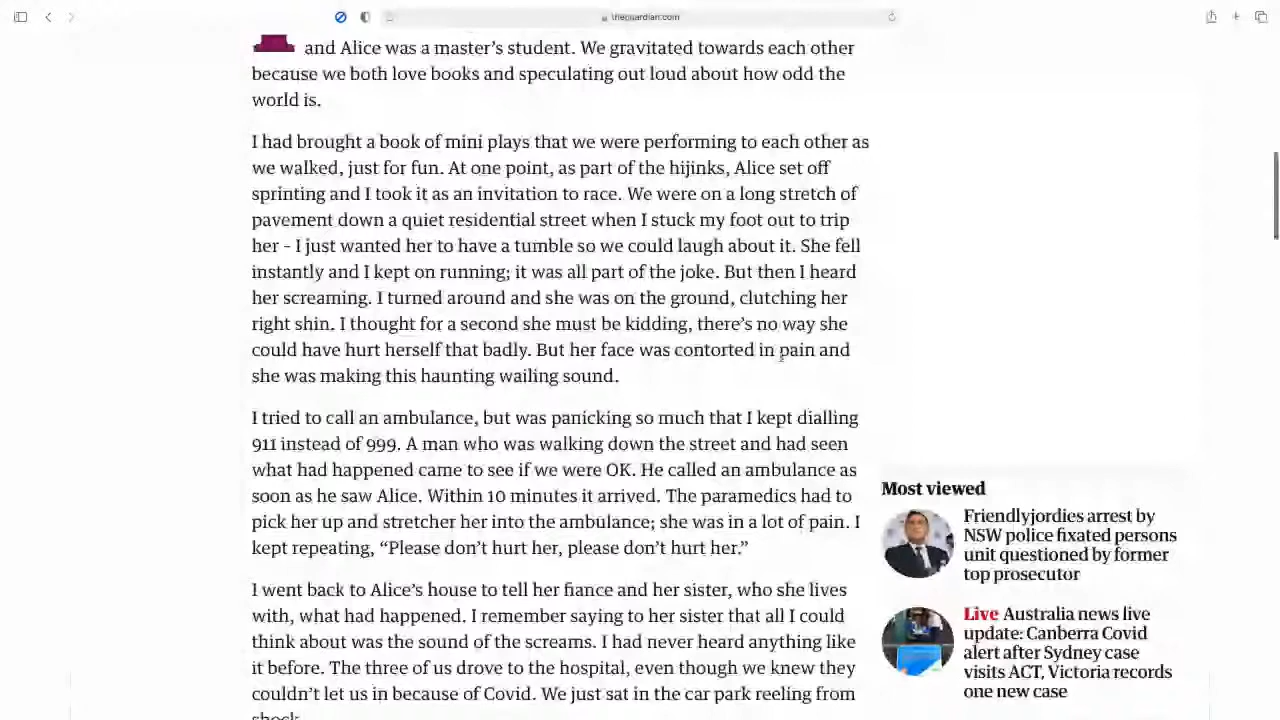 theguardian.com
and Alice was a master's student. We gravitated towards each other
because we both love books and speculating out loud about how odd the
world is.
I had brought a book of mini plays that we were performing to each other as
we walked, just for fun. At one point, as part of the hijinks, Alice set off
sprinting and I took it as an invitation to race. We were on a long stretch of
pavement down a quiet residential street when I stuck my foot out to trip
her – I just wanted her to have a tumble so we could laugh about it. She fell
instantly and I kept on running; it was all part of the joke. But then I heard
her screaming. I turned around and she was on the ground, clutching her
right shin. I thought for a second she must be kidding, there's no way she
could have hurt herself that badly. But her face was contorted in pain and
she was making this haunting wailing sound.
I tried to call an ambulance, but was panicking so much that I kept dialling
911 instead of 999. A man who was walking down the street and had seen
what had happened came to see if we were OK. He called an ambulance as
soon as he saw Alice. Within 10 minutes it arrived. The paramedics had to
pick her up and stretcher her into the ambulance; she was in a lot of pain. I
kept repeating, “Please don't hurt her, please don't hurt her.”
I went back to Alice's house to tell her fiance and her sister, who she lives
with, what had happened. I remember saying to her sister that all I could
think about was the sound of the screams. I had never heard anything like
it before. The three of us drove to the hospital, even though we knew they
couldn't let us in because of Covid. We just sat in the car park reeling from
shock
Most viewed
Friendlyjordies arrest by
NSW police fixated persons
unit questioned by former
top prosecutor
Live Australia news live
update: Canberra Covid
alert after Sydney case
visits ACT, Victoria records
one new case